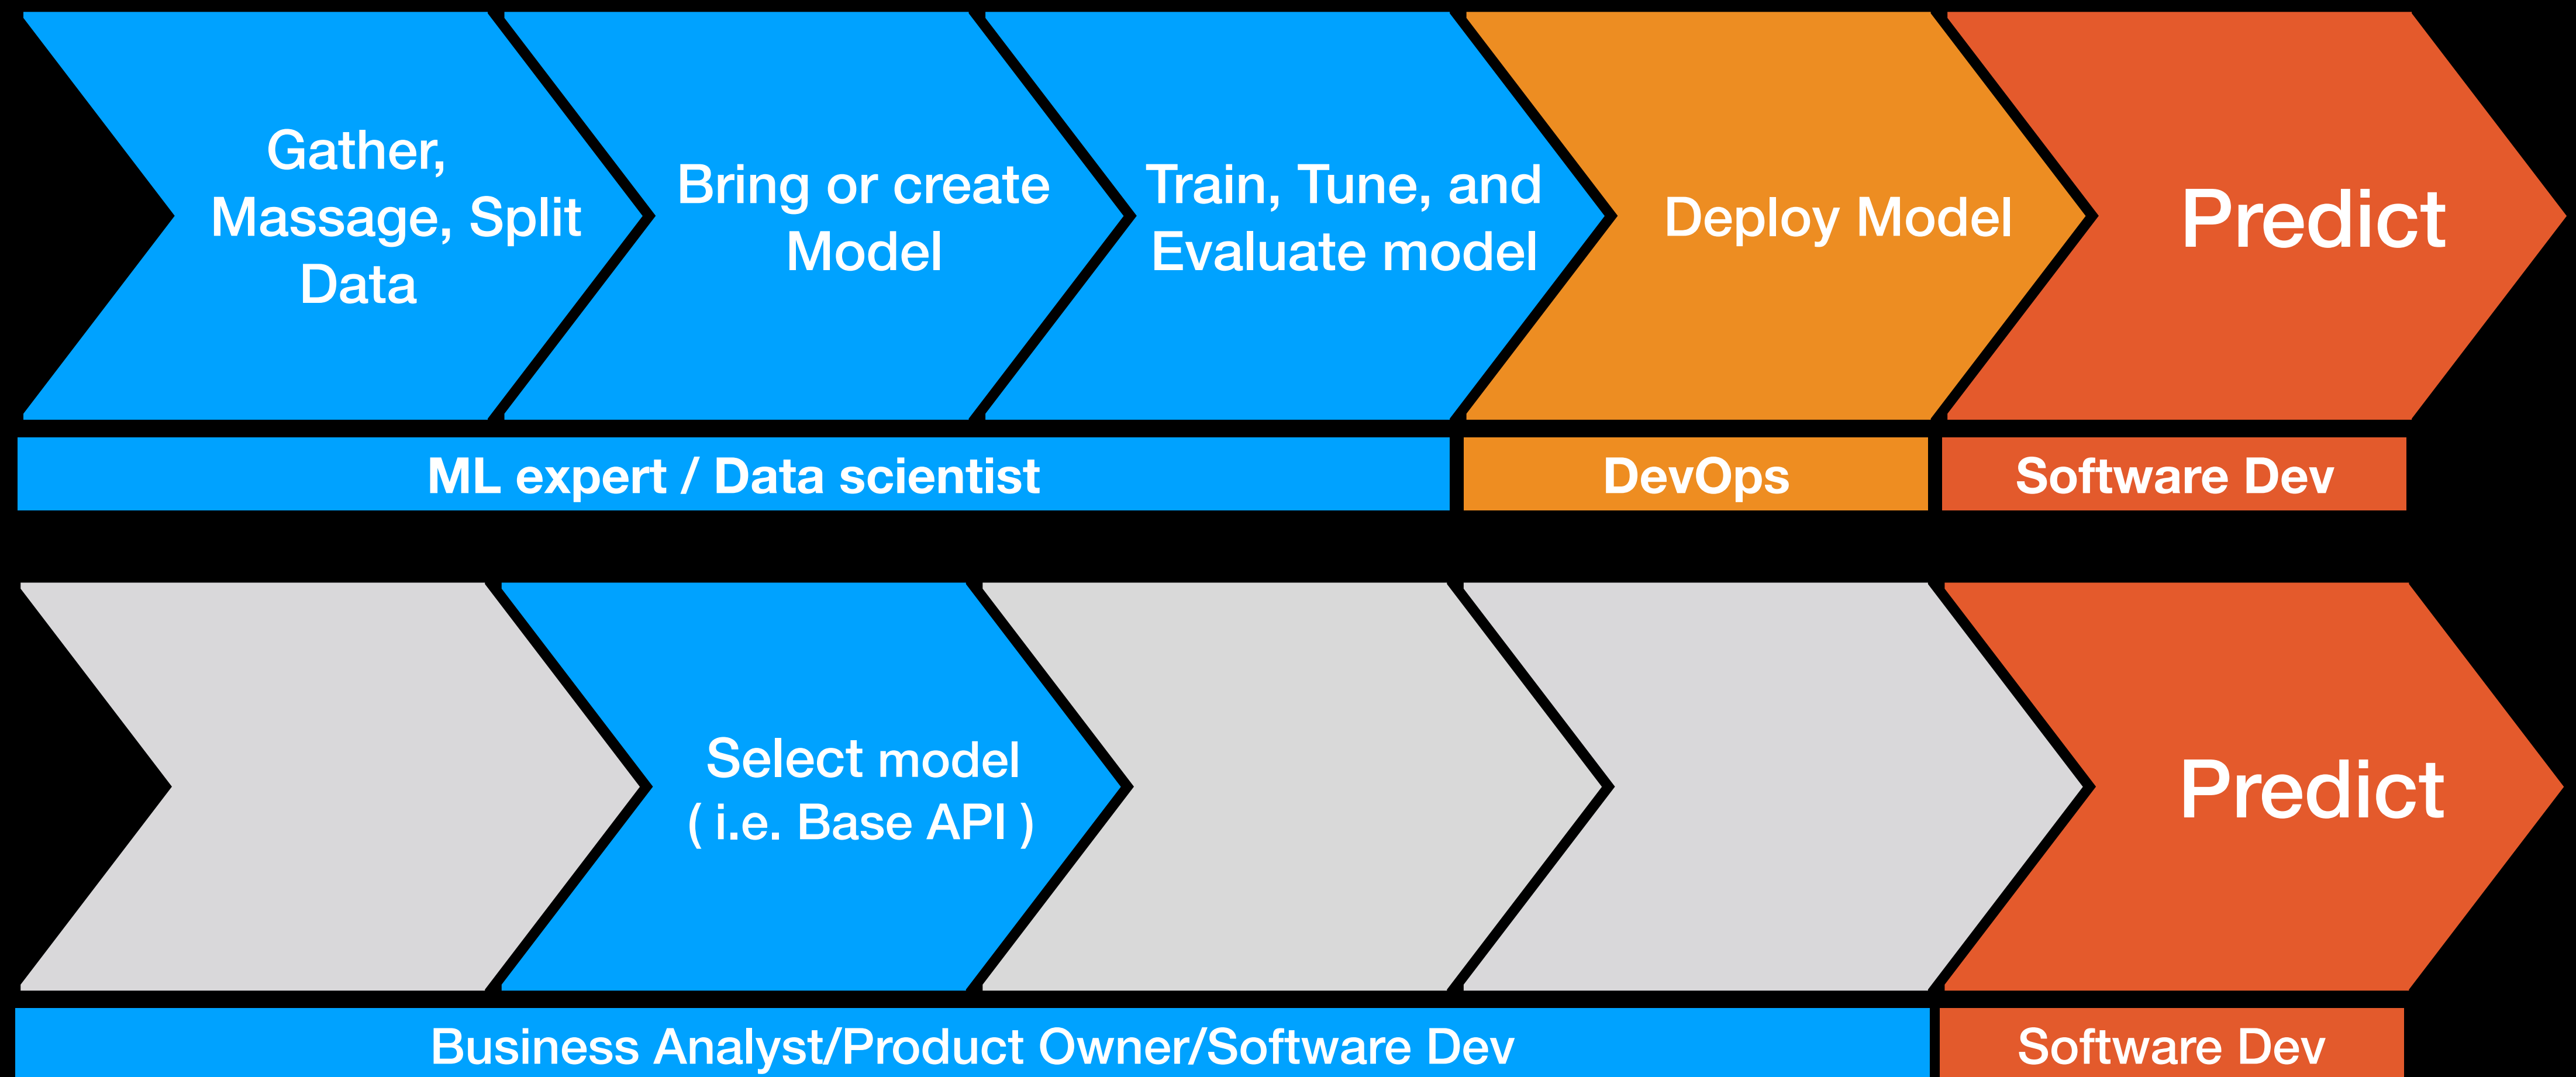 Gather,
Massage, Split
Data
Bring or create
Model
Train, Tune, and
Evaluate model
Deploy Model
Predict
ML expert / Data scientist
DevOps
Software Dev
Select model
( i.e. Base API )
Predict
Business Analyst/Product Owner/Software Dev
Software Dev